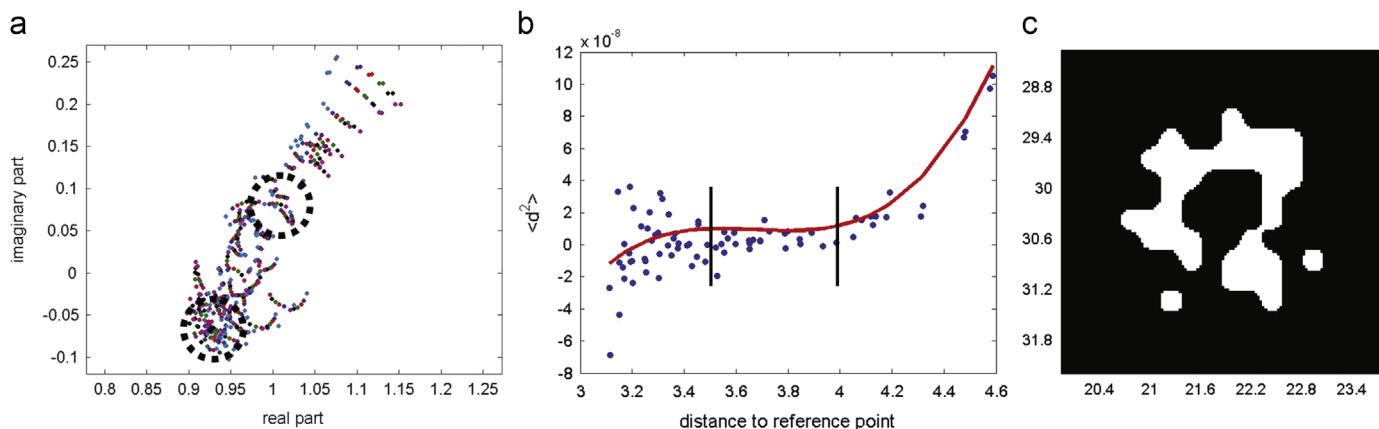 a
0.25
0.2
0.15
0.1
0.05
0
-0.05
-0.1
0.8 0.85 0.9 0.95 1 1.05 1.1 1.15 1.2 1.25
imaginary part
real part
b
x 10^-8
12
10
8
6
4
2
0
-2
-4
-6
-8
3 3.2 3.4 3.6 3.8 4 4.2 4.4 4.6
<d^2>
distance to reference point
c
28.8
29.4
30
30.6
31.2
31.8
20.4 21 21.6 22.2 22.8 23.4